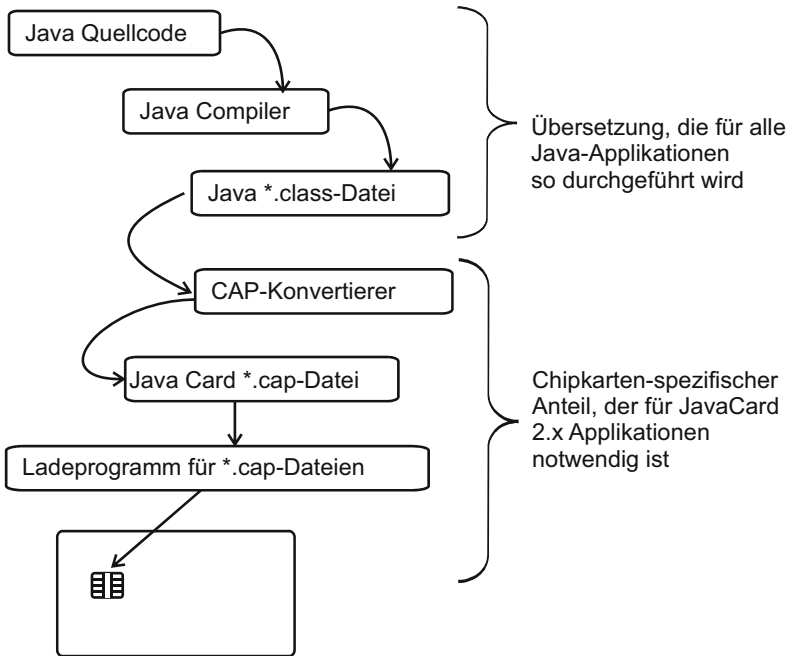 Java Quellcode
Java Compiler
Java *.class-Datei
Übersetzung, die für alle
Java-Applikationen
so durchgeführt wird
CAP-Konvertierer
Java Card *.cap-Datei
Ladeprogramm für *.cap-Dateien
Chipkarten-spezifischer
Anteil, der für JavaCard
2.x Applikationen
notwendig ist